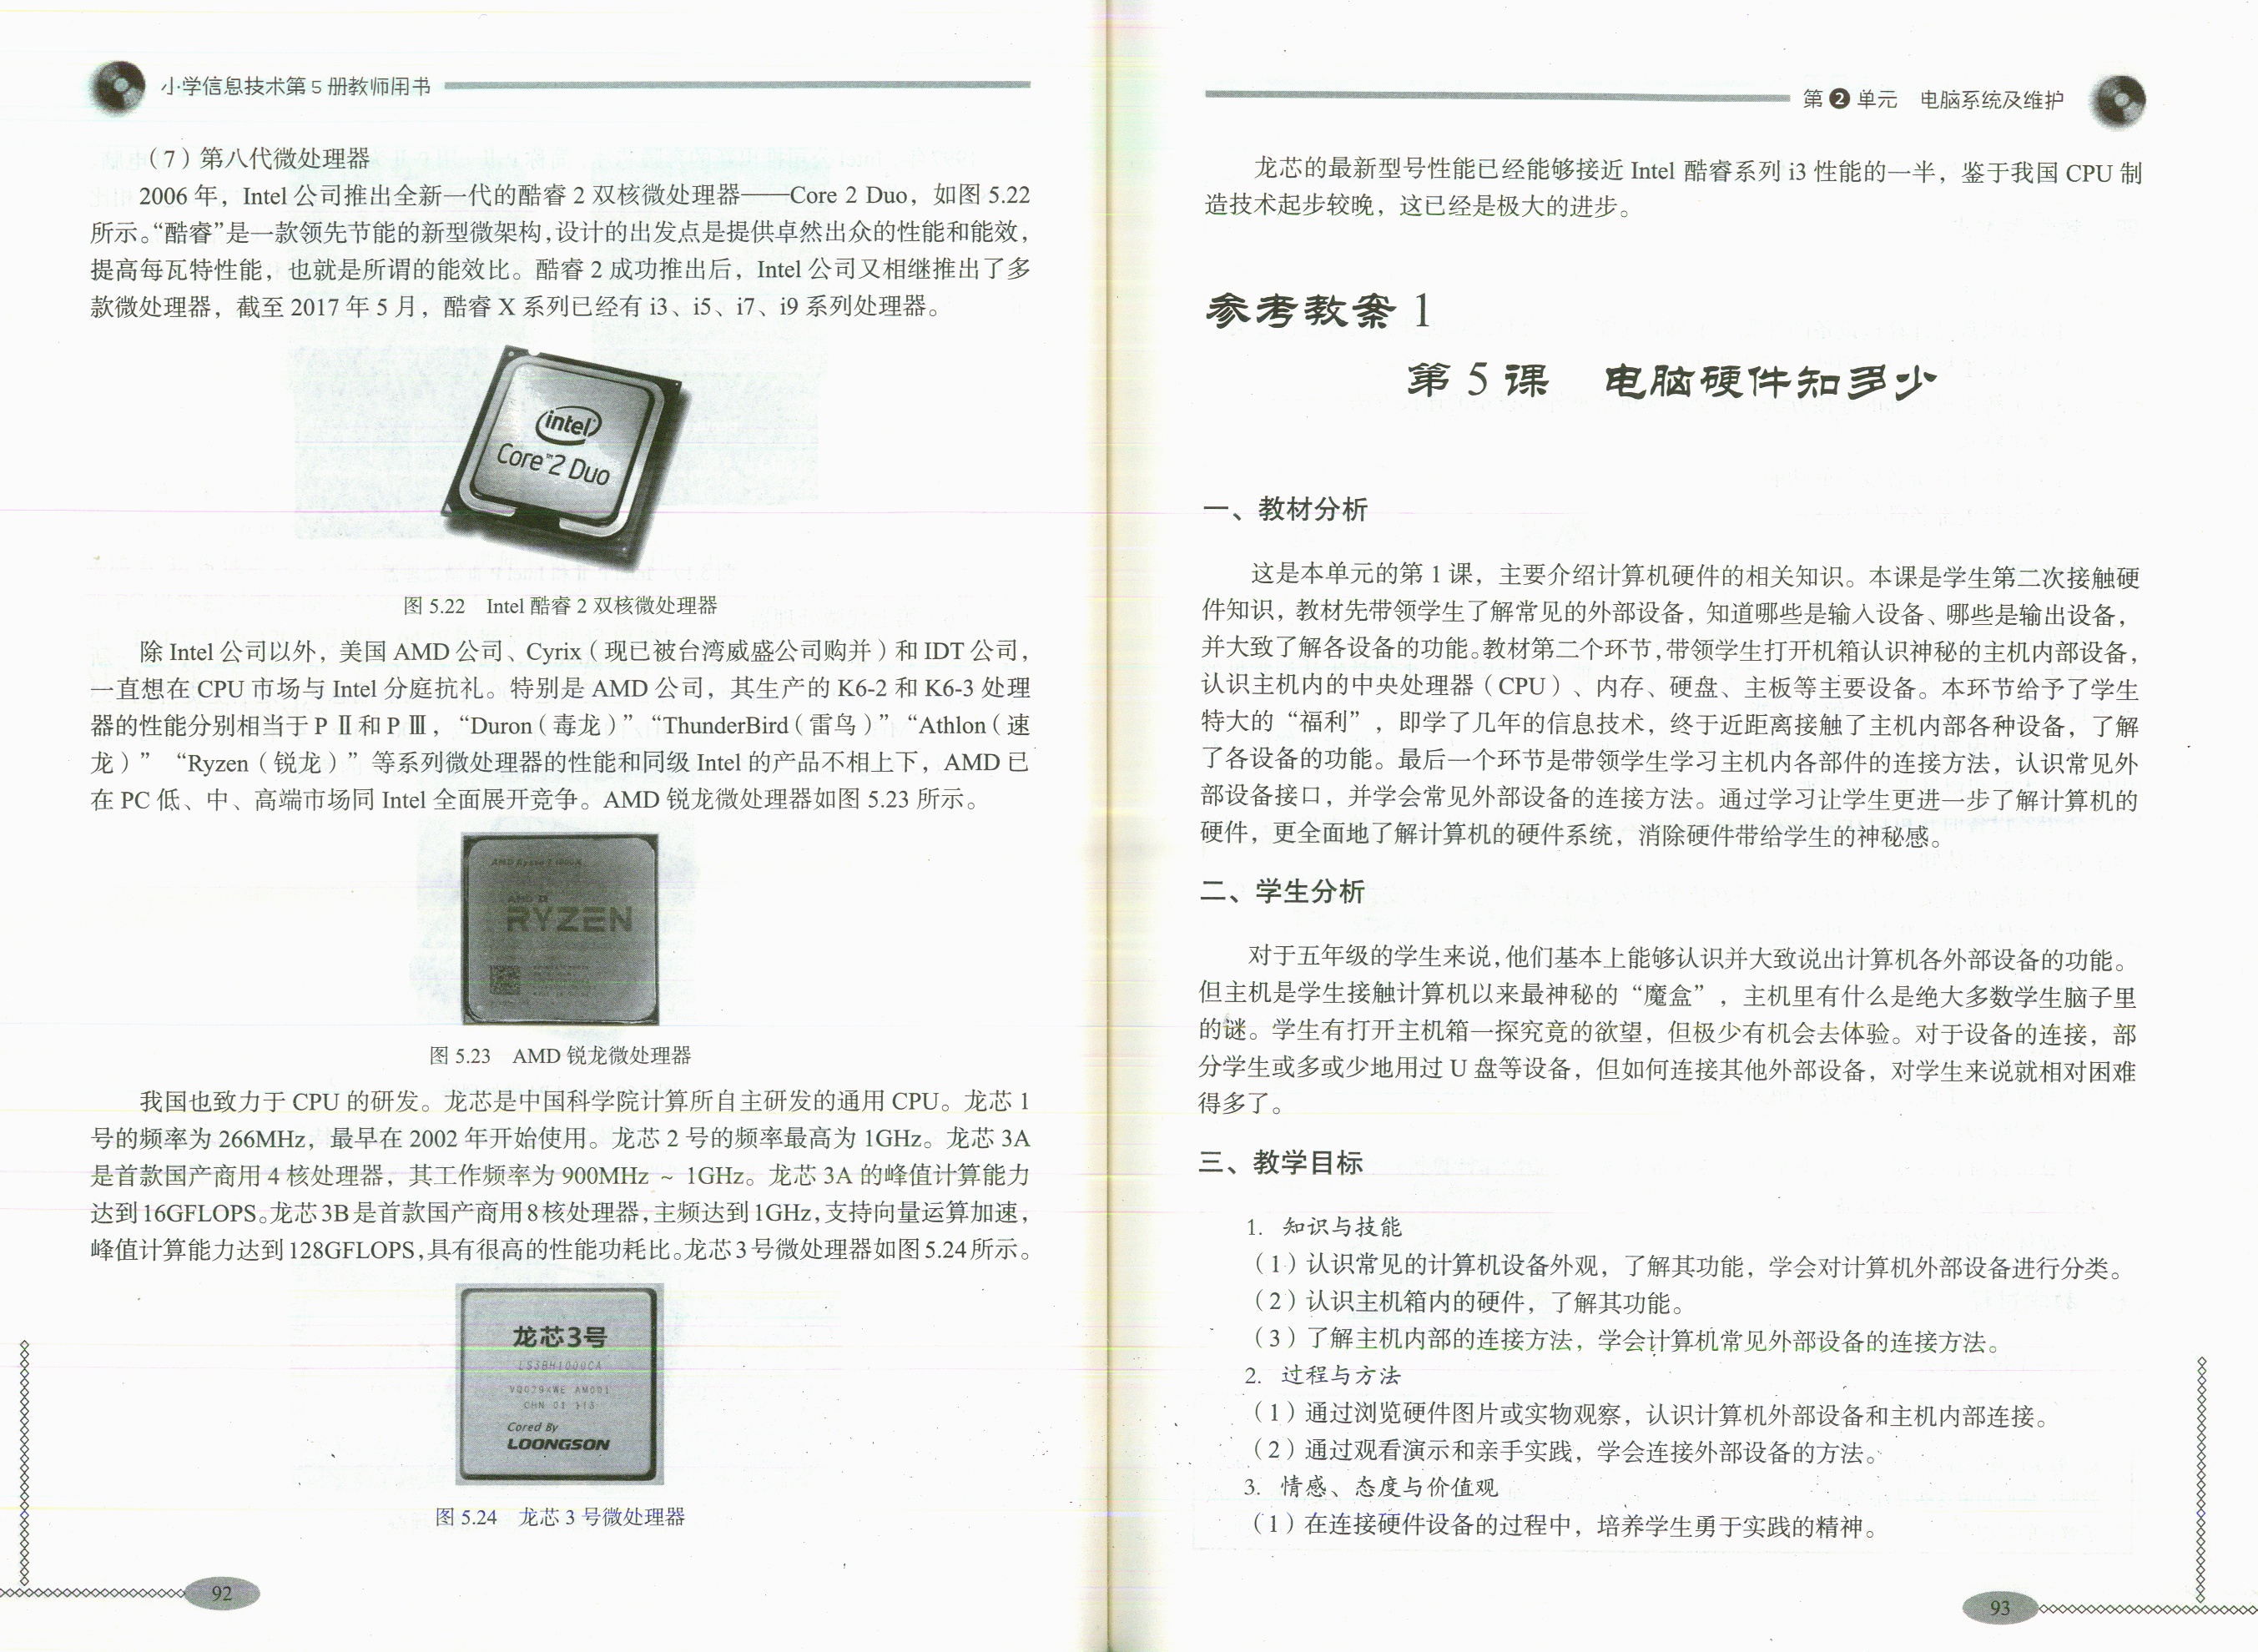 小学信息技术第5册教师用书
（7）第八代微处理器
2006 年，Intel 公司推出全新一代的酷睿 2 双核微处理器——Core 2 Duo，如图 5.22
所示。“酷睿”是一款领先节能的新型微架构，设计的出发点是提供卓然出众的性能和能效，
提高每瓦特性能，也就是所谓的能效比。酷睿 2 成功推出后，Intel 公司又相继推出了多
款微处理器，截至 2017 年 5 月，酷睿 X 系列已经有 i3、i5、i7、i9 系列处理器。
intel
Core™2 Duo
图 5.22 Intel 酷睿 2 双核微处理器
除 Intel 公司以外，美国 AMD 公司、Cyrix（现已被台湾威盛公司购并）和 IDT 公司，
一直想在 CPU 市场与 Intel 分庭抗礼。特别是 AMD 公司，其生产的 K6-2 和 K6-3 处理
器的性能分别相当于 P Ⅱ和 P Ⅲ，“Duron（毒龙）”“ThunderBird（雷鸟）”“Athlon（速
龙）” “Ryzen（锐龙）”等系列微处理器的性能和同级 Intel 的产品不相上下，AMD 已
在 PC 低、中、高端市场同 Intel 全面展开竞争。AMD 锐龙微处理器如图 5.23 所示。
RYZEN
图 5.23 AMD 锐龙微处理器
我国也致力于 CPU 的研发。龙芯是中国科学院计算所自主研发的通用 CPU。龙芯 1
号的频率为 266MHz，最早在 2002 年开始使用。龙芯 2 号的频率最高为 1GHz。龙芯 3A
是首款国产商用 4 核处理器，其工作频率为 900MHz ~ 1GHz。龙芯 3A 的峰值计算能力
达到 16GFLOPS。龙芯 3B 是首款国产商用 8 核处理器，主频达到 1GHz，支持向量运算加速，
峰值计算能力达到 128GFLOPS，具有很高的性能功耗比。龙芯 3 号微处理器如图 5.24 所示。
龙芯3号
LS3BH1000CA
Cored By
LOONGSON
图 5.24 龙芯 3 号微处理器
92
第2单元 电脑系统及维护
龙芯的最新型号性能已经能够接近 Intel 酷睿系列 i3 性能的一半，鉴于我国 CPU 制
造技术起步较晚，这已经是极大的进步。
参考教案 1
第 5 课 电脑硬件知多少
一、教材分析
这是本单元的第 1 课，主要介绍计算机硬件的相关知识。本课是学生第二次接触硬
件知识，教材先带领学生了解常见的外部设备，知道哪些是输入设备、哪些是输出设备，
并大致了解各设备的功能。教材第二个环节，带领学生打开机箱认识神秘的主机内部设备，
认识主机内的中央处理器（CPU）、内存、硬盘、主板等主要设备。本环节给予了学生
特大的“福利”，即学了几年的信息技术，终于近距离接触了主机内部各种设备，了解
了各设备的功能。最后一个环节是带领学生学习主机内各部件的连接方法，认识常见外
部设备接口，并学会常见外部设备的连接方法。通过学习让学生更进一步了解计算机的
硬件，更全面地了解计算机的硬件系统，消除硬件带给学生的神秘感。
二、学生分析
对于五年级的学生来说，他们基本上能够认识并大致说出计算机各外部设备的功能。
但主机是学生接触计算机以来最神秘的“魔盒”，主机里有什么是绝大多数学生脑子里
的谜。学生有打开主机箱一探究竟的欲望，但极少有机会去体验。对于设备的连接，部
分学生或多或少地用过 U 盘等设备，但如何连接其他外部设备，对学生来说就相对困难
得多了。
三、教学目标
1. 知识与技能
（1）认识常见的计算机设备外观，了解其功能，学会对计算机外部设备进行分类。
（2）认识主机箱内的硬件，了解其功能。
（3）了解主机内部的连接方法，学会计算机常见外部设备的连接方法。
2. 过程与方法
（1）通过浏览硬件图片或实物观察，认识计算机外部设备和主机内部连接。
（2）通过观看演示和亲手实践，学会连接外部设备的方法。
3. 情感、态度与价值观
（1）在连接硬件设备的过程中，培养学生勇于实践的精神。
93